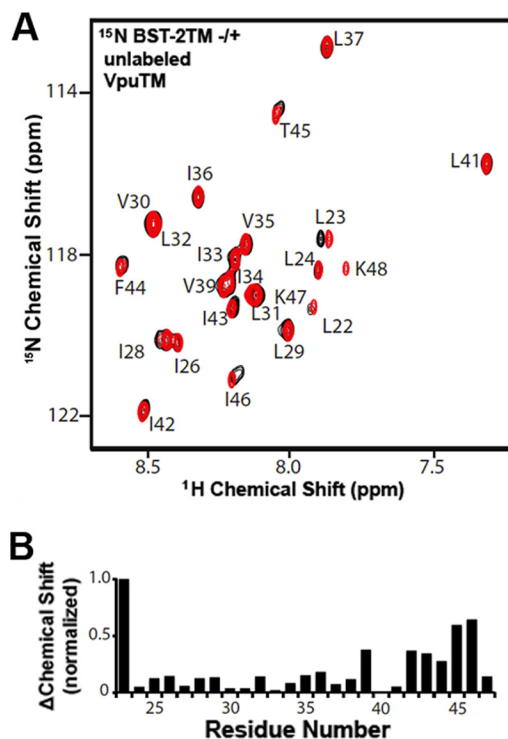 A
¹⁵N BST-2TM -/+
unlabeled
VpuTM
L37
114
T45
L41
I36
V30
L32
V35
L23
118
I33
L24
K48
F44
V39
I34
K47
I43
L31
L22
I28
I26
L29
I46
122
I42
¹⁵N Chemical Shift (ppm)
8.5 8.0 7.5
¹H Chemical Shift (ppm)
B
ΔChemical Shift
(normalized)
1.0
0.5
0
25 30 35 40 45
Residue Number